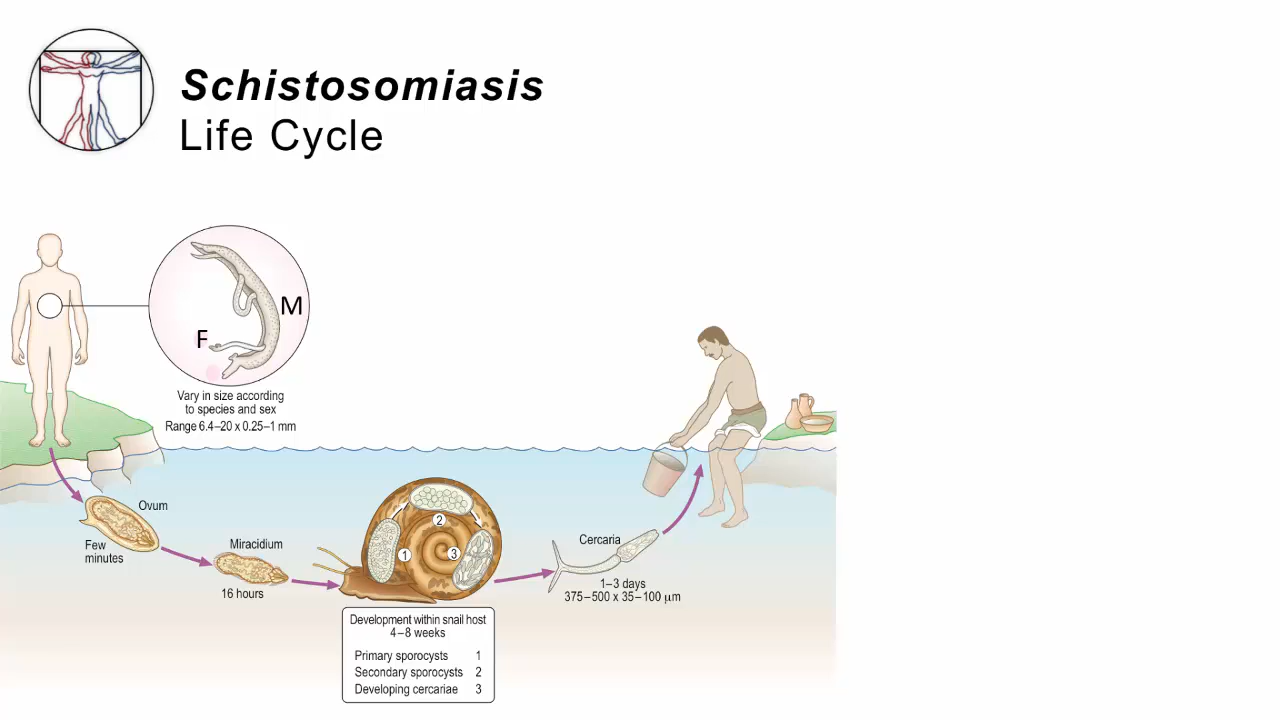 Schistosomiasis
Life Cycle
M
F
Vary in size according
to species and sex
Range 6.4–20 x 0.25–1 mm
Ovum
Few
minutes
Miracidium
16 hours
1
2
3
Cercaria
1–3 days
375–500 x 35–100 µm
Development within snail host
4–8 weeks
Primary sporocysts 1
Secondary sporocysts 2
Developing cercariae 3